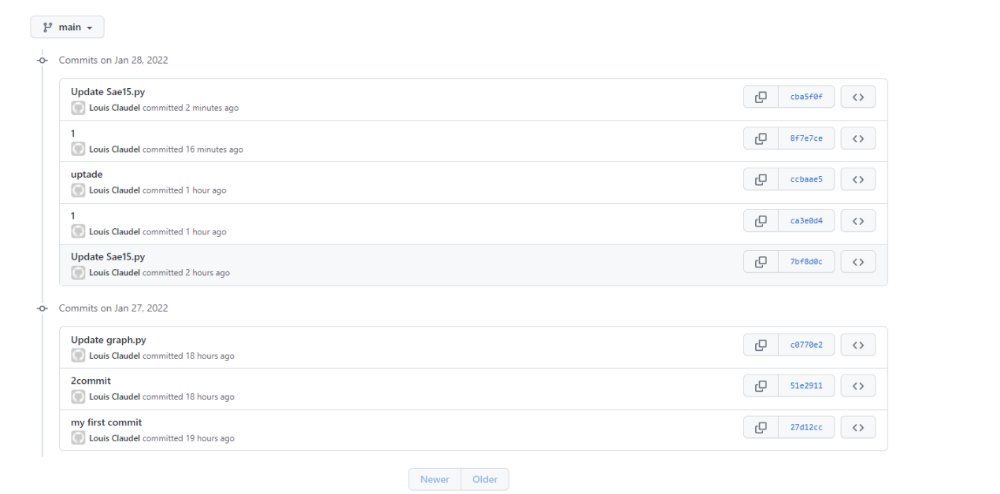 main
Commits on Jan 28, 2022
Update Sae15.py
Louis Claudel committed 2 minutes ago
cba5f0f
1
Louis Claudel committed 16 minutes ago
8f7e7ce
uptade
Louis Claudel committed 1 hour ago
ccbaae5
1
Louis Claudel committed 1 hour ago
ca3e0d4
Update Sae15.py
Louis Claudel committed 2 hours ago
7bf8d0c
Commits on Jan 27, 2022
Update graph.py
Louis Claudel committed 18 hours ago
c0770e2
2commit
Louis Claudel committed 18 hours ago
51e2911
my first commit
Louis Claudel committed 19 hours ago
27d12cc
Newer Older